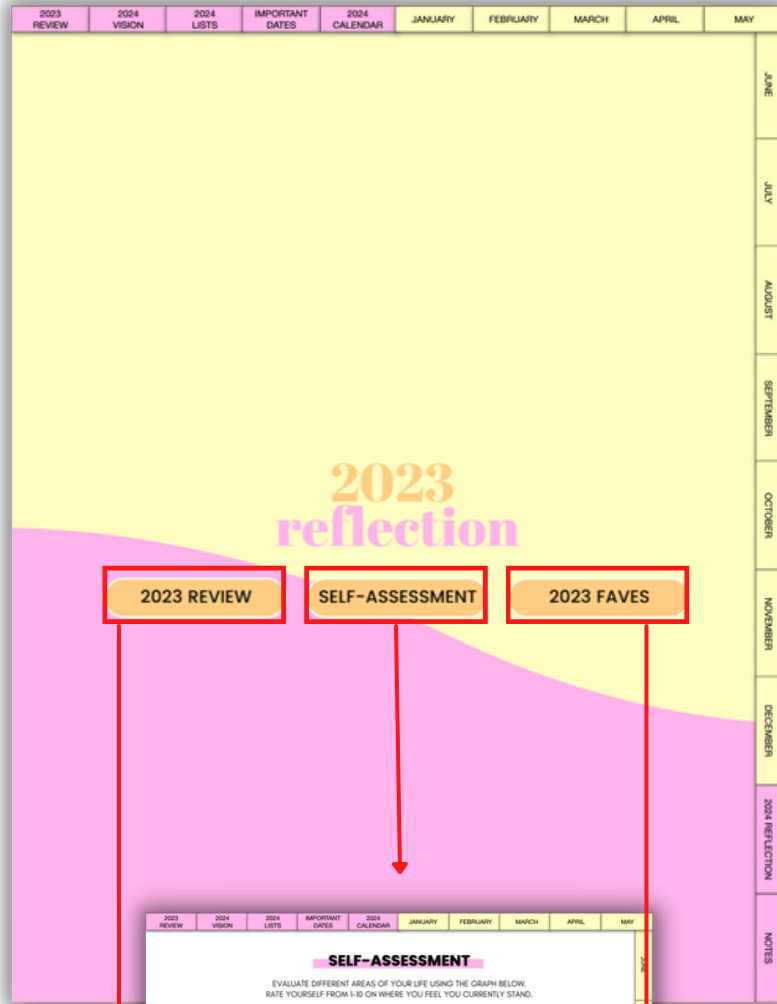 2023 REVIEW
2024 VISION
2024 LISTS
IMPORTANT DATES
2024 CALENDAR
JANUARY
FEBRUARY
MARCH
APRIL
MAY
JUNE
JULY
AUGUST
SEPTEMBER
OCTOBER
NOVEMBER
DECEMBER
2024 REFLECTION
NOTES
2023
reflection
2023 REVIEW
SELF-ASSESSMENT
2023 FAVES
2023 REVIEW
2024 VISION
2024 LISTS
IMPORTANT DATES
2024 CALENDAR
JANUARY
FEBRUARY
MARCH
APRIL
MAY
JUNE
SELF-ASSESSMENT
EVALUATE DIFFERENT AREAS OF YOUR LIFE USING THE GRAPH BELOW.
RATE YOURSELF FROM 1-10 ON WHERE YOU FEEL YOU CURRENTLY STAND.